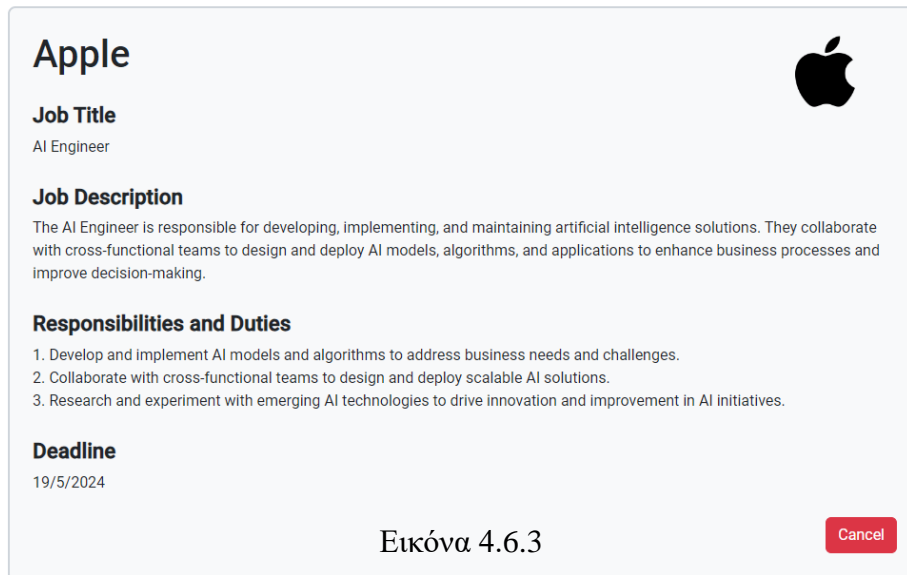 Apple
Job Title
AI Engineer
Job Description
The AI Engineer is responsible for developing, implementing, and maintaining artificial intelligence solutions. They collaborate
with cross-functional teams to design and deploy AI models, algorithms, and applications to enhance business processes and
improve decision-making.
Responsibilities and Duties
1. Develop and implement AI models and algorithms to address business needs and challenges.
2. Collaborate with cross-functional teams to design and deploy scalable AI solutions.
3. Research and experiment with emerging AI technologies to drive innovation and improvement in AI initiatives.
Deadline
19/5/2024
Cancel
Εικόνα 4.6.3